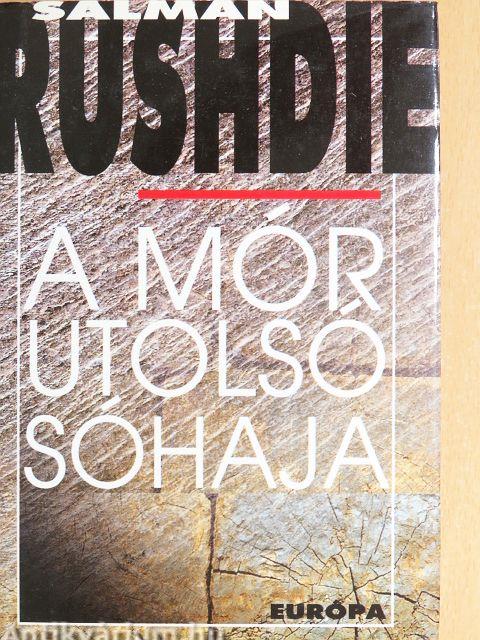 SALMAN
RUSHDIE
A MÓR
UTOLSÓ
SÓHAJA
EURÓPA